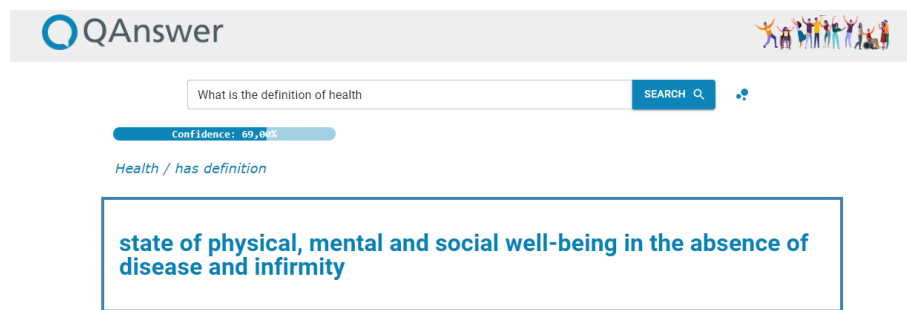 QAnswer
What is the definition of health
SEARCH
Confidence: 69,00%
Health / has definition
state of physical, mental and social well-being in the absence of
disease and infirmity